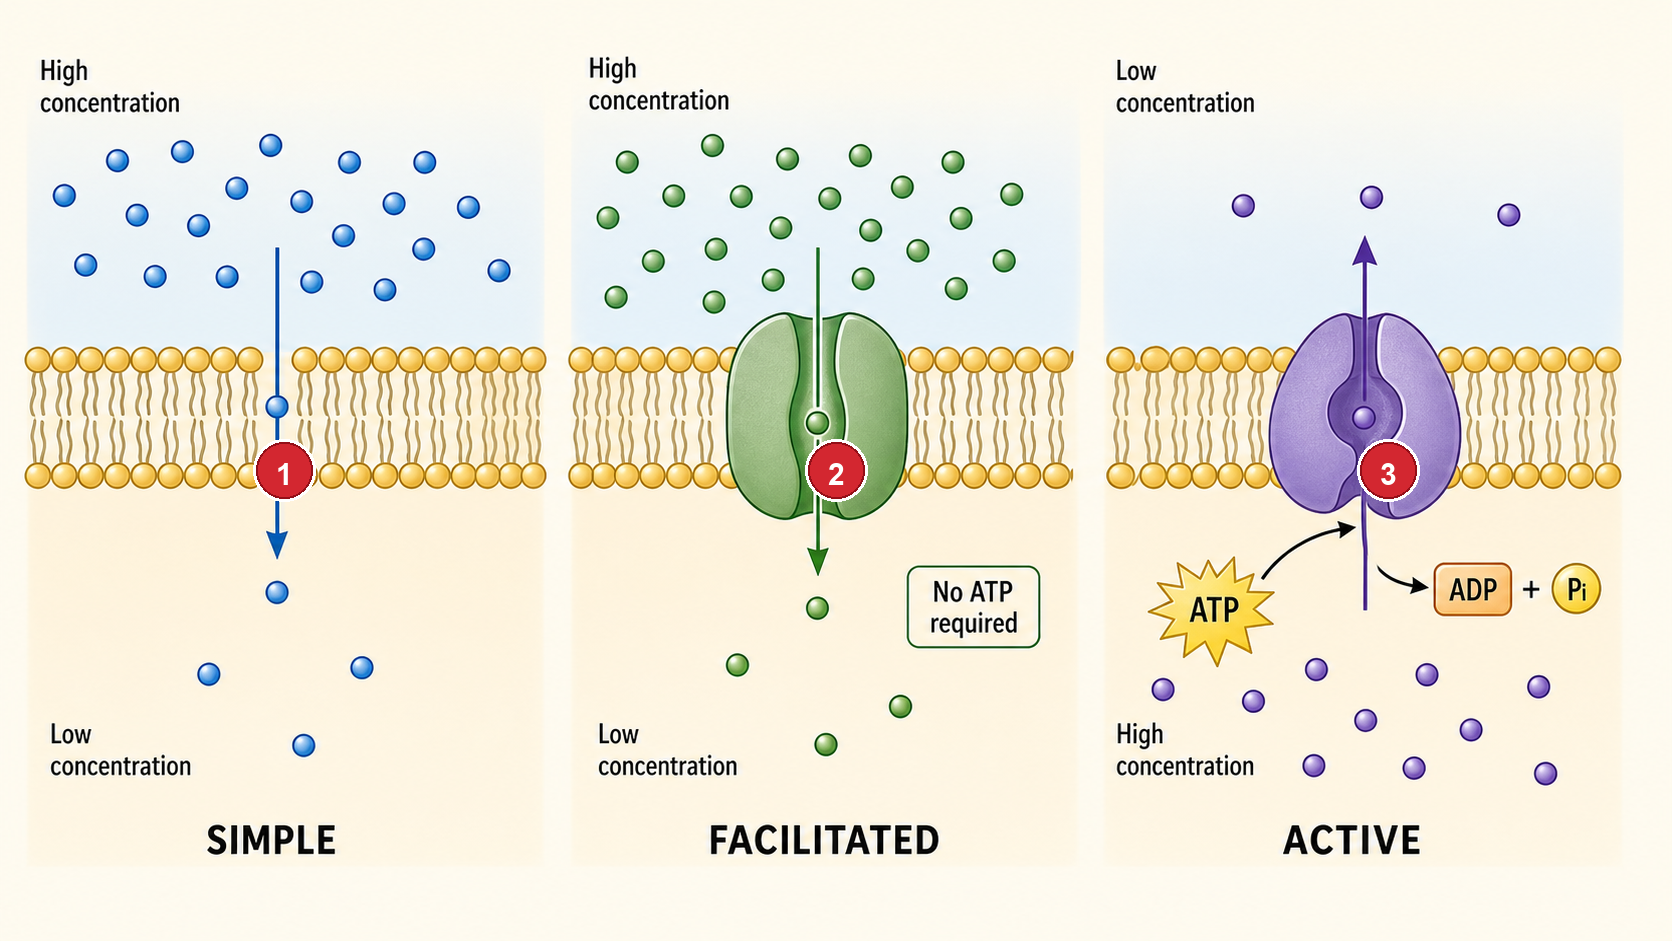 High
concentration
1
Low
concentration
SIMPLE
High
concentration
2
No ATP
required
Low
concentration
FACILITATED
Low
concentration
3
ATP
ADP + Pi
High
concentration
ACTIVE